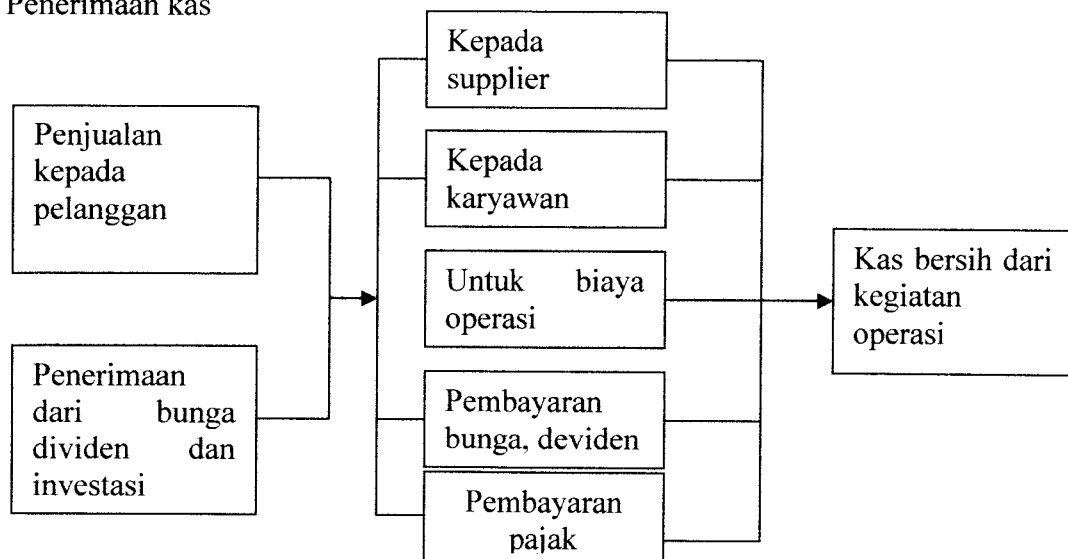 Penerimaan kas
Penjualan
kepada
pelanggan
Penerimaan
dari bunga
dividen dan
investasi
Kepada
supplier
Kepada
karyawan
Untuk biaya
operasi
Pembayaran
bunga, deviden
Pembayaran
pajak
Kas bersih dari
kegiatan
operasi